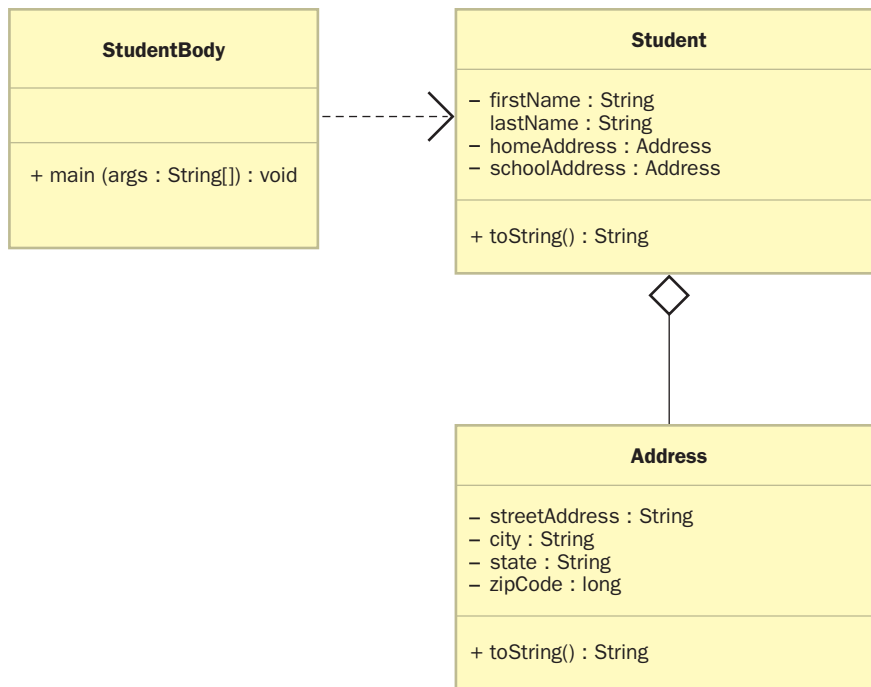 StudentBody
+ main (args : String[]) : void
Student
– firstName : String
lastName : String
– homeAddress : Address
– schoolAddress : Address
+ toString() : String
Address
– streetAddress : String
– city : String
– state : String
– zipCode : long
+ toString() : String